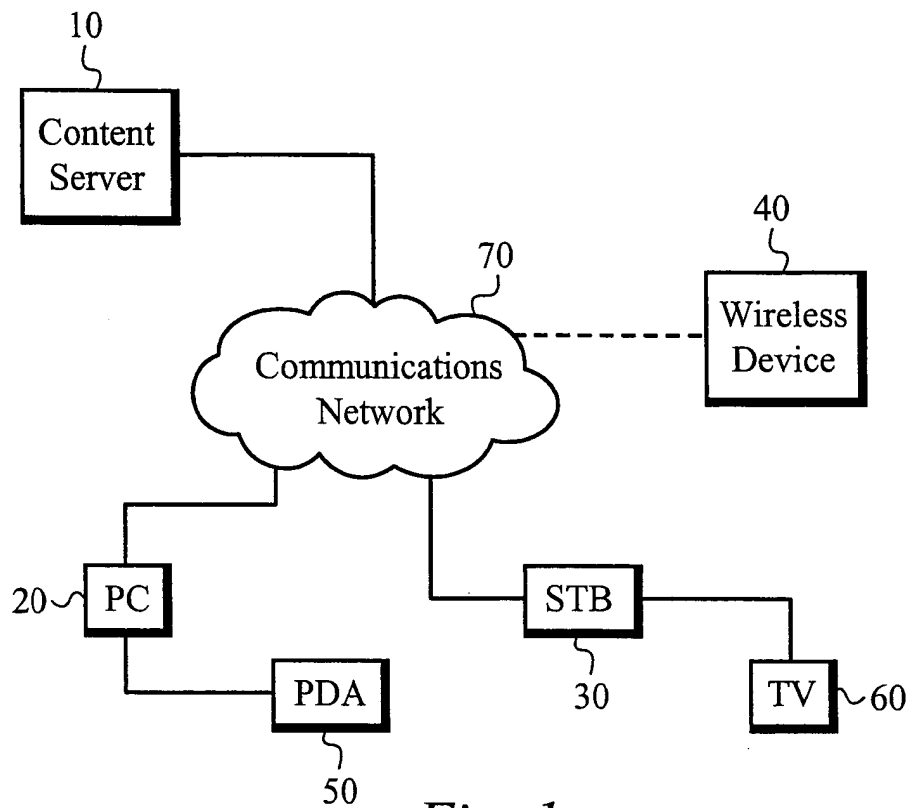 10
Content
Server
40
70
Wireless
Device
Communications
Network
20
PC
STB
30
PDA
50
TV
60
Fig. 1